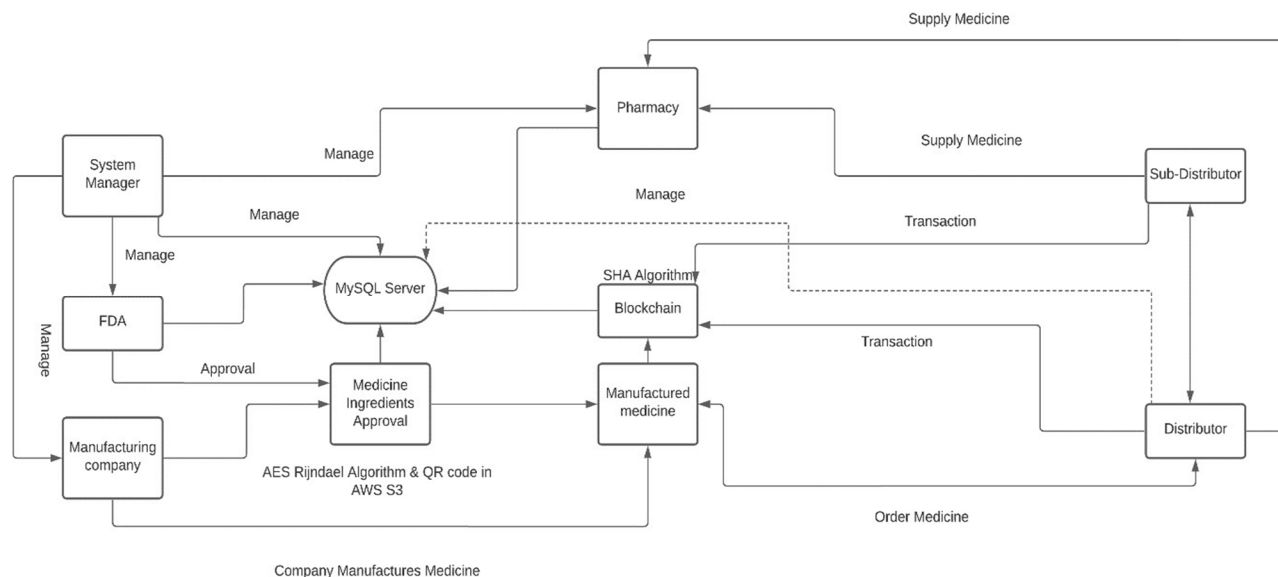 Supply Medicine
Pharmacy
Supply Medicine
System
Manager
Manage
Sub-Distributor
Manage
Manage
Transaction
Manage
SHA Algorithm
MySQL Server
Blockchain
FDA
Manage
Transaction
Approval
Medicine
Ingredients
Approval
Manufactured
medicine
Distributor
Manufacturing
company
AES Rijndael Algorithm & QR code in
AWS S3
Order Medicine
Company Manufactures Medicine